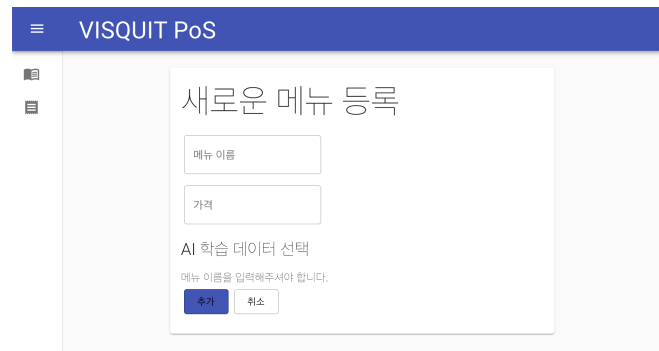 VISQUIT PoS
새로운 메뉴 등록
메뉴 이름
가격
AI 학습 데이터 선택
메뉴 이름을 입력해주셔야 합니다.
추가 취소